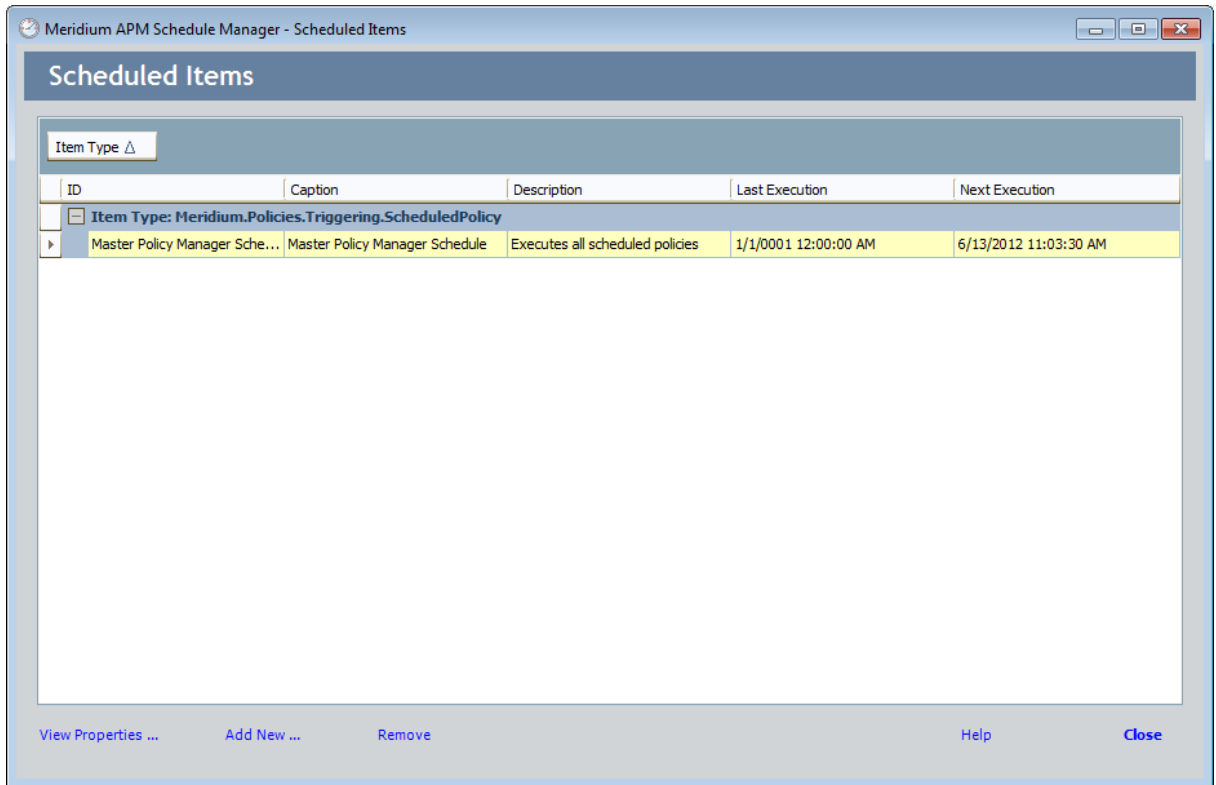 Meridium APM Schedule Manager - Scheduled Items
Scheduled Items
Item Type
ID Caption Description Last Execution Next Execution
Item Type: Meridium.Policies.Triggering.ScheduledPolicy
Master Policy Manager Sche... Master Policy Manager Schedule Executes all scheduled policies 1/1/0001 12:00:00 AM 6/13/2012 11:03:30 AM
View Properties ... Add New ... Remove Help Close